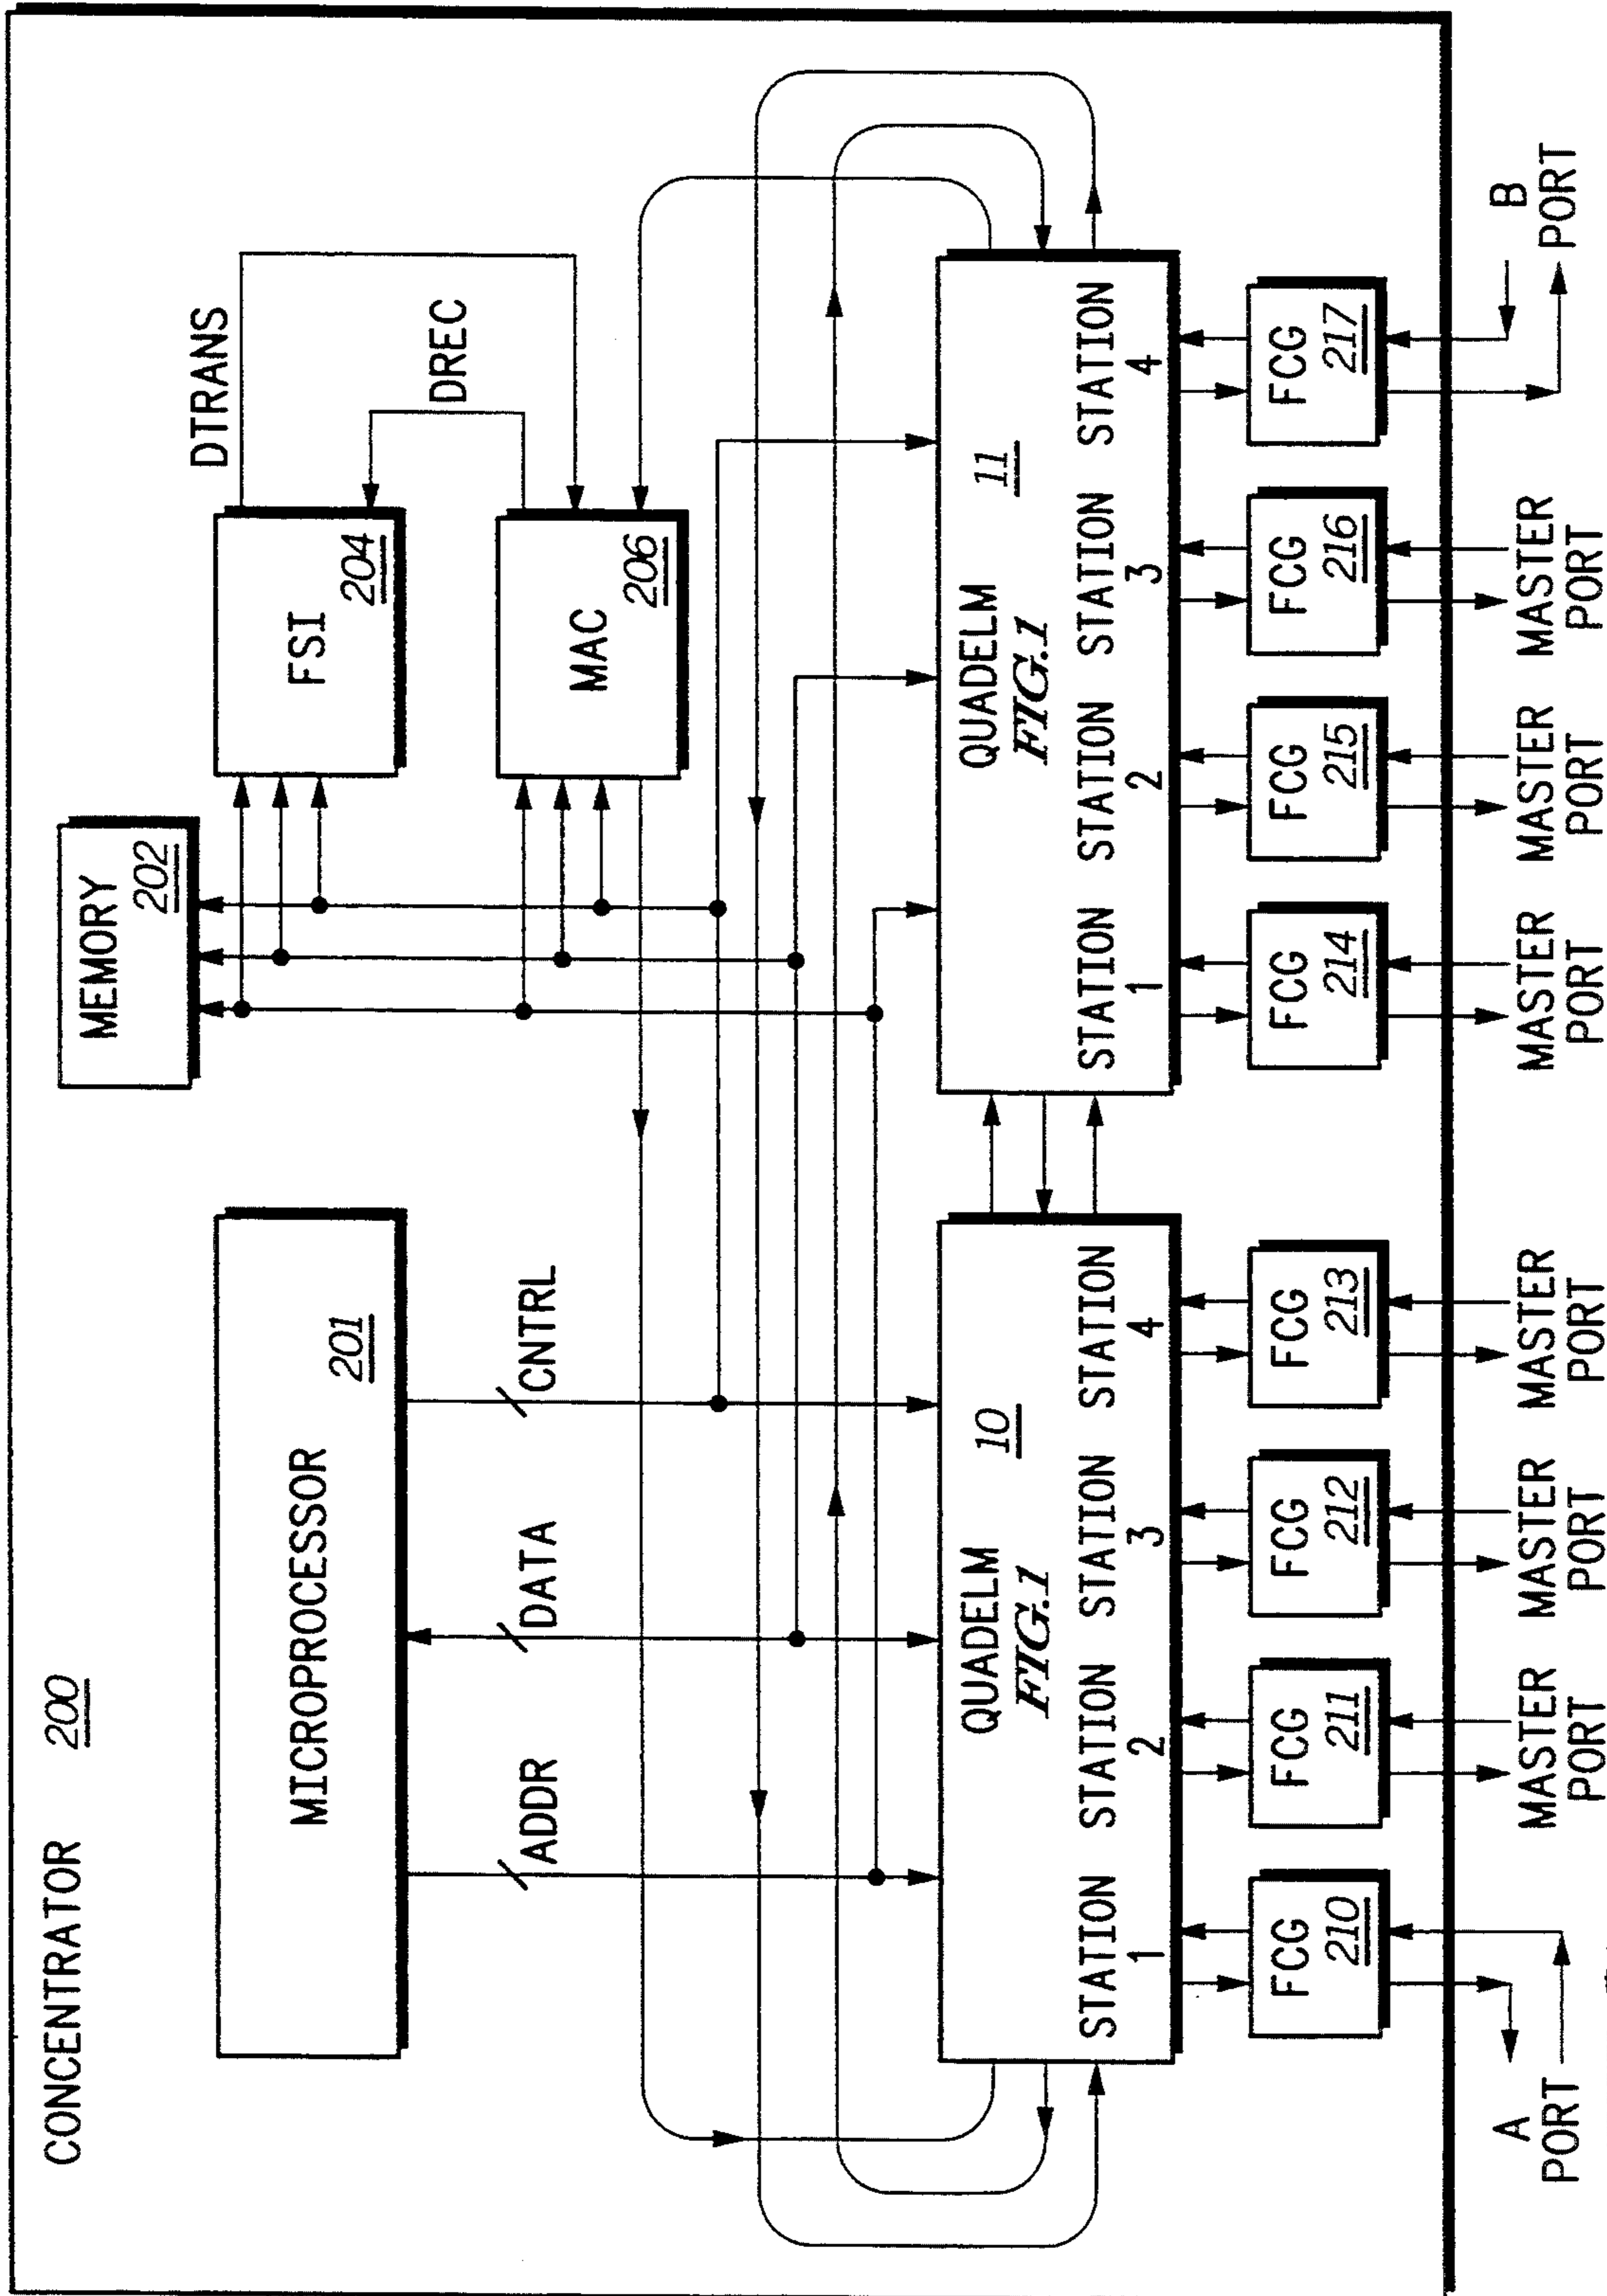 CONCENTRATOR 200
MICROPROCESSOR
201
MEMORY
202
FSI
204
DTRANS
DREC
MAC
206
ADDR
DATA
CNTRL
QUADELM
FIG.1
10
STATION STATION STATION STATION
1 2 3 4
QUADELM
FIG.1
11
STATION STATION STATION STATION
1 2 3 4
FCG
210
FCG
211
FCG
212
FCG
213
FCG
214
FCG
215
FCG
216
FCG
217
A
PORT
MASTER
PORT
MASTER
PORT
MASTER
PORT
MASTER
PORT
MASTER
PORT
MASTER
PORT
B
PORT